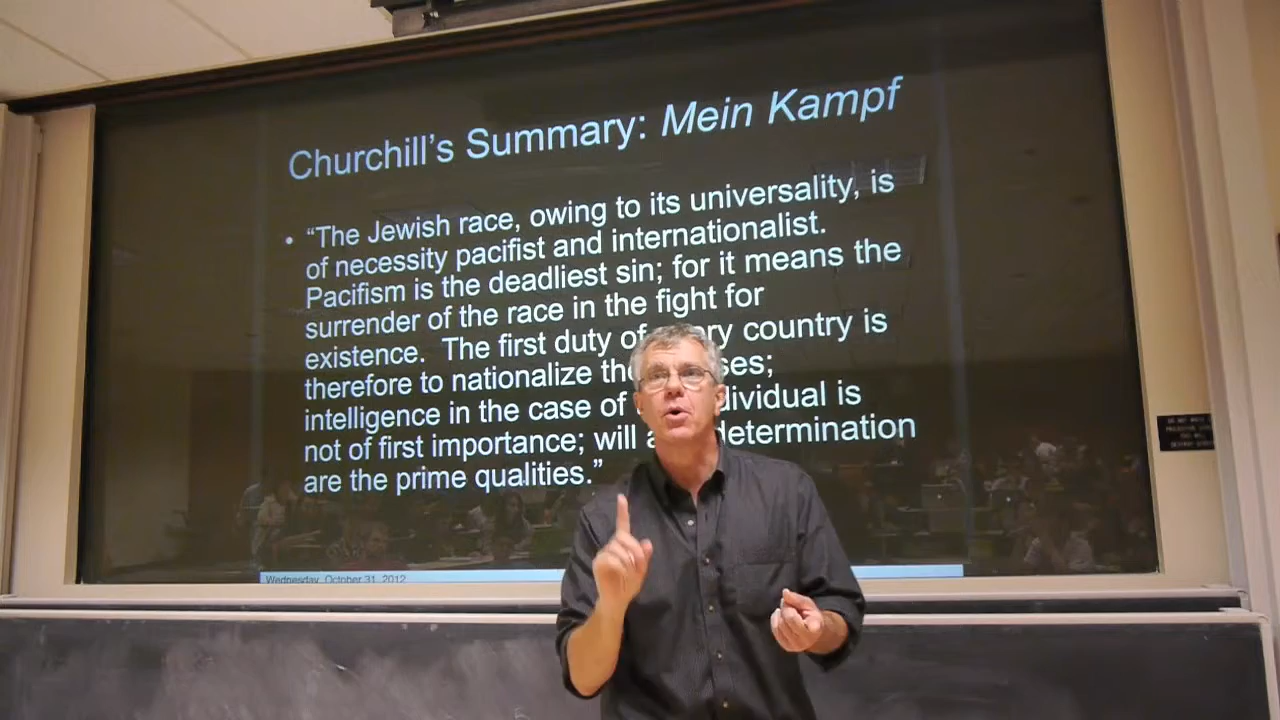 Churchill's Summary: Mein Kampf
• “The Jewish race, owing to its universality, is
of necessity pacifist and internationalist.
Pacifism is the deadliest sin; for it means the
surrender of the race in the fight for
existence. The first duty of country is
therefore to nationalize
intelligence in the case of is
not of first importance; will determination
are the prime qualities.”
Wednesday, October 31, 2012